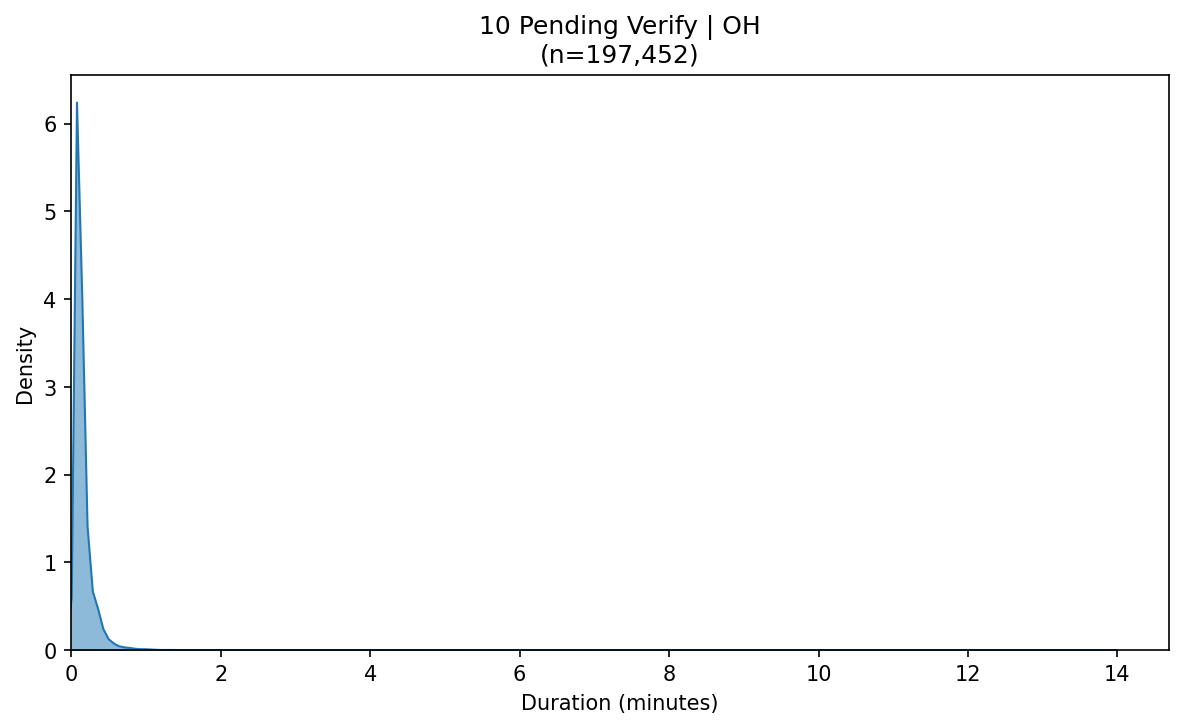 10 Pending Verify | OH
(n=197,452)
6
5
4
3
2
1
0
Density
0 2 4 6 8 10 12 14
Duration (minutes)